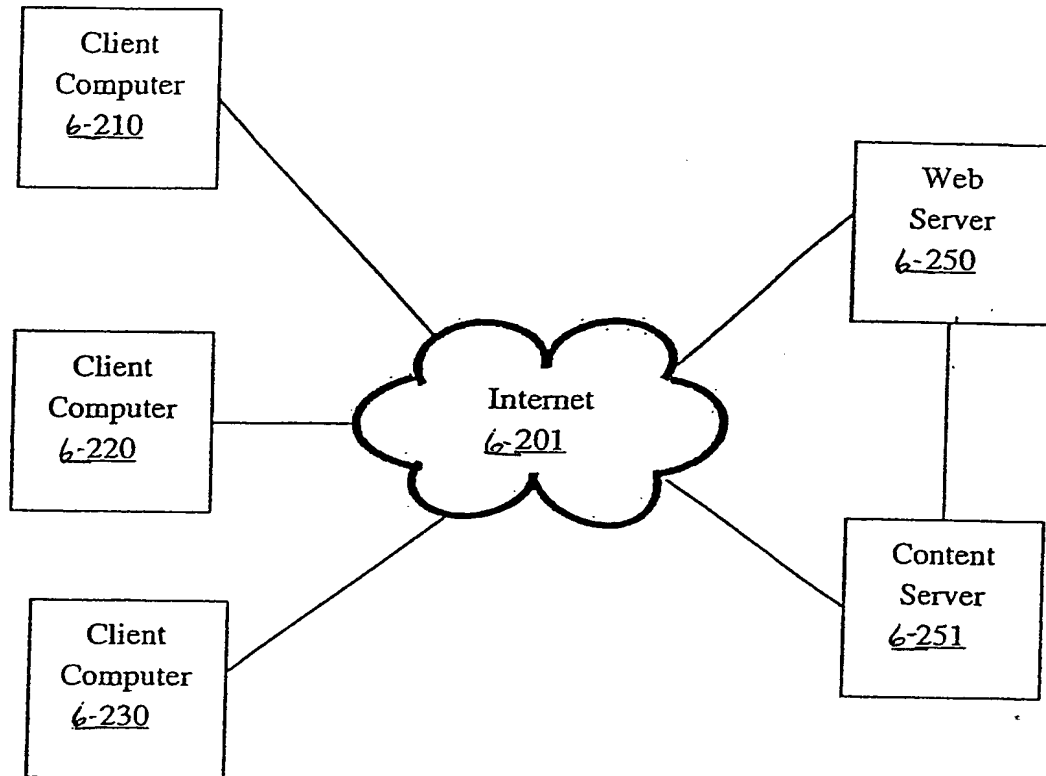 Client
Computer
6-210
Web
Server
6-250
Client
Computer
6-220
Internet
6-201
Content
Server
6-251
Client
Computer
6-230